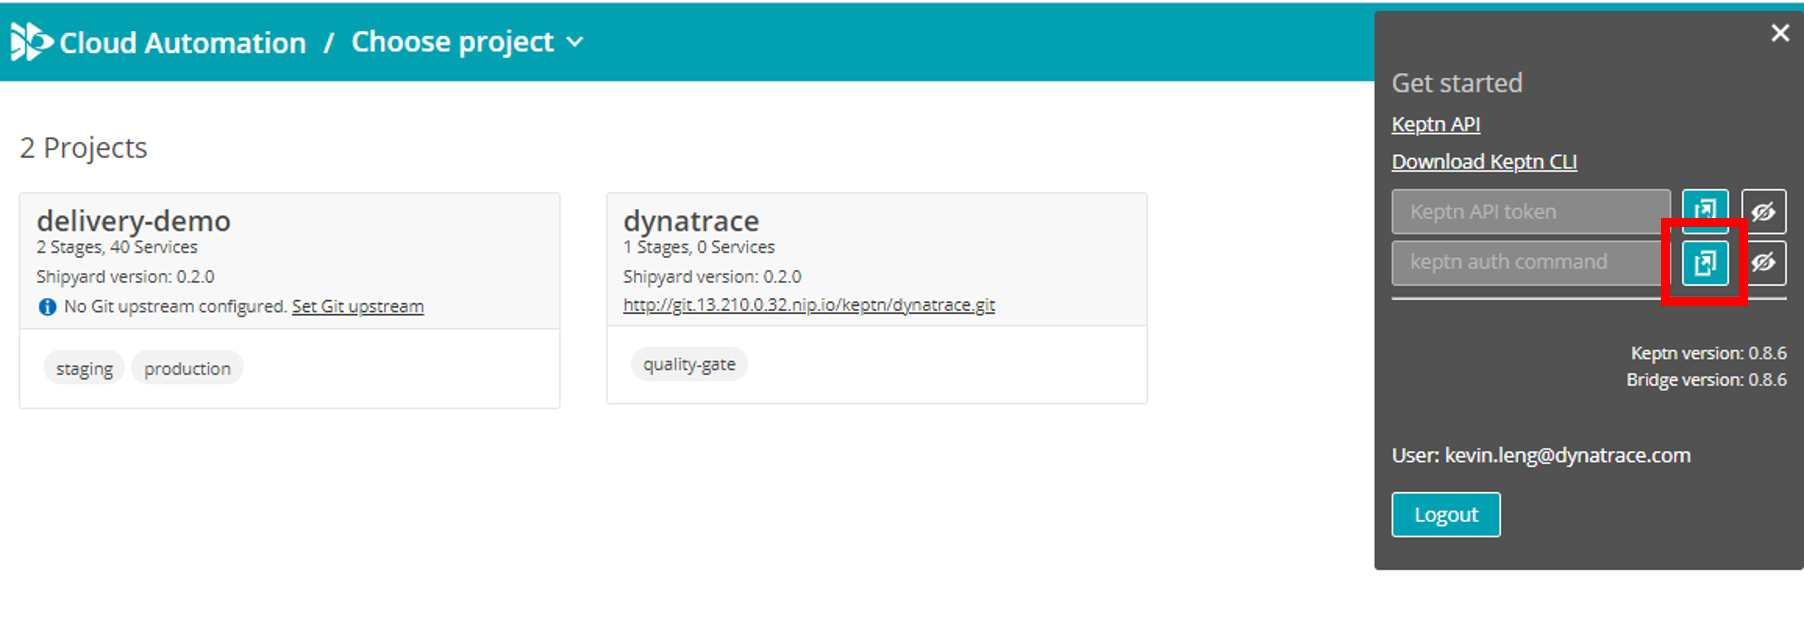 Cloud Automation / Choose project
2 Projects
delivery-demo
2 Stages, 40 Services
Shipyard version: 0.2.0
No Git upstream configured. Set Git upstream
staging production
dynatrace
1 Stages, 0 Services
Shipyard version: 0.2.0
http://git.13.210.0.32.nip.io/keptn/dynatrace.git
quality-gate
Get started
Keptn API
Download Keptn CLI
Keptn API token
keptn auth command
Keptn version: 0.8.6
Bridge version: 0.8.6
User: kevin.leng@dynatrace.com
Logout